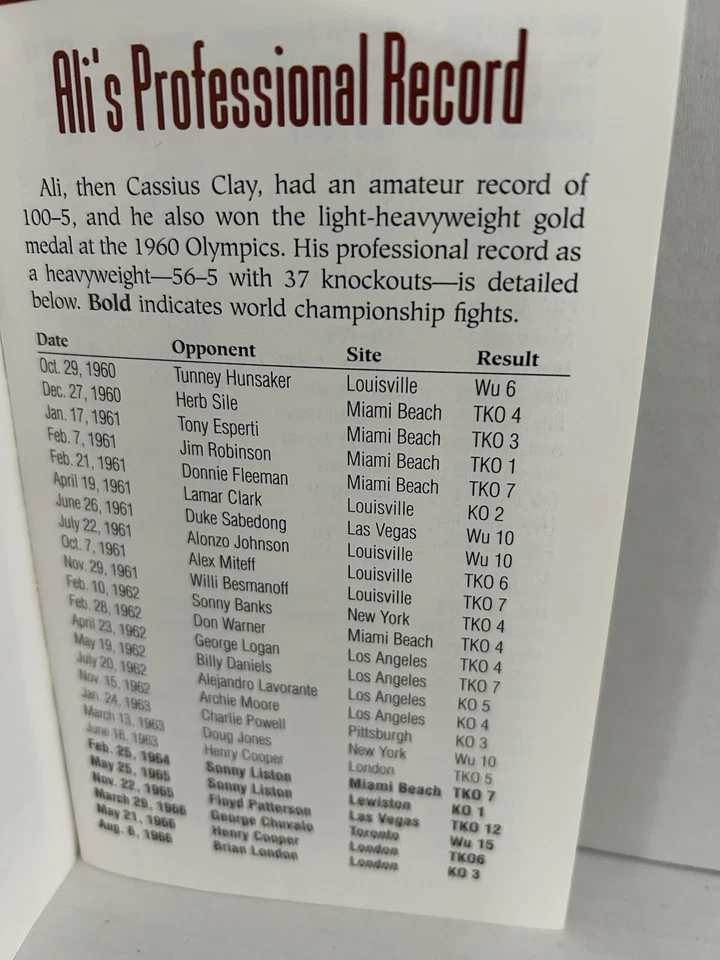 Ali's Professional Record
Ali, then Cassius Clay, had an amateur record of
100–5, and he also won the light-heavyweight gold
medal at the 1960 Olympics. His professional record as
a heavyweight—56–5 with 37 knockouts—is detailed
below. Bold indicates world championship fights.
Date Opponent Site Result
Oct. 29, 1960 Tunney Hunsaker Louisville Wu 6
Dec. 27, 1960 Herb Sile Miami Beach TKO 4
Jan. 17, 1961 Tony Esperti Miami Beach TKO 3
Feb. 7, 1961 Jim Robinson Miami Beach TKO 1
Feb. 21, 1961 Donnie Fleeman Miami Beach TKO 7
April 19, 1961 Lamar Clark Louisville KO 2
June 26, 1961 Duke Sabedong Las Vegas Wu 10
July 22, 1961 Alonzo Johnson Louisville Wu 10
Oct. 7, 1961 Alex Miteff Louisville TKO 6
Nov. 29, 1961 Willi Besmanoff Louisville TKO 7
Feb. 10, 1962 Sonny Banks New York TKO 4
Feb. 28, 1962 Don Warner Miami Beach TKO 4
April 23, 1962 George Logan Los Angeles TKO 4
May 19, 1962 Billy Daniels Los Angeles TKO 7
July 20, 1962 Alejandro Lavorante Los Angeles KO 5
Nov. 15, 1962 Archie Moore Los Angeles KO 4
Jan. 24, 1963 Charlie Powell Pittsburgh KO 3
March 13, 1963 Doug Jones New York Wu 10
June 18, 1963 Henry Cooper London TKO 5
Feb. 25, 1964 Sonny Liston Miami Beach TKO 7
May 25, 1965 Sonny Liston Lewiston KO 1
Nov. 22, 1965 Floyd Patterson Las Vegas TKO 12
March 29, 1966 George Chuvalo Toronto Wu 15
May 21, 1966 Henry Cooper London TKO6
Aug. 6, 1966 Brian London London KO 3